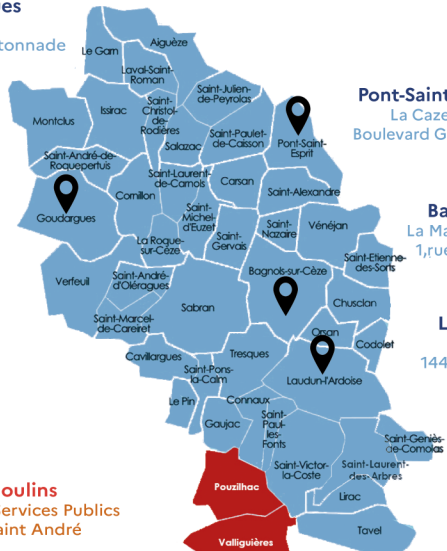 es
tonnade
Le Garn
Aiguèze
Laval-Saint-
Roman
Saint-Julien-
de-Peyrolas
Montclus
Issirac
Saint-
Christol-
de-
Rodières
Salazac
Saint-Paulet-
de-Caisson
Pont-Saint-
Esprit
Pont-Saint
La Caze
Boulevard G
Saint-André-de-
Roquepertuis
Goudargues
Cornillon
Saint-Laurent-
de-Carnols
Carsan
Saint-Alexandre
Saint-
Michel-
d'Euzet
La Roque-
sur-Cèze
Saint-
Gervais
Saint-
Nazaire
Vénéjan
Ba
La Ma
1,rue
Saint-Etienne-
des-Sorts
Verfeuil
Saint-André-
d'Oléragues
Bagnols-sur-Cèze
Sabran
Chusclan
Saint-Marcel-
de-Careiret
Orsan
Codolet
L
144
Cavillargues
Tresques
Saint-Pons-
la-Calm
Laudun-l'Ardoise
Le Pin
Connaux
Gaujac
Saint-
Paul-
les-
Fonts
Saint-Geniès-
de-Comolas
Saint-Victor-
la-Coste
Saint-Laurent-
des-Arbres
Lirac
Tavel
Pouzilhac
Valliguières
oulins
Services Publics
aint André